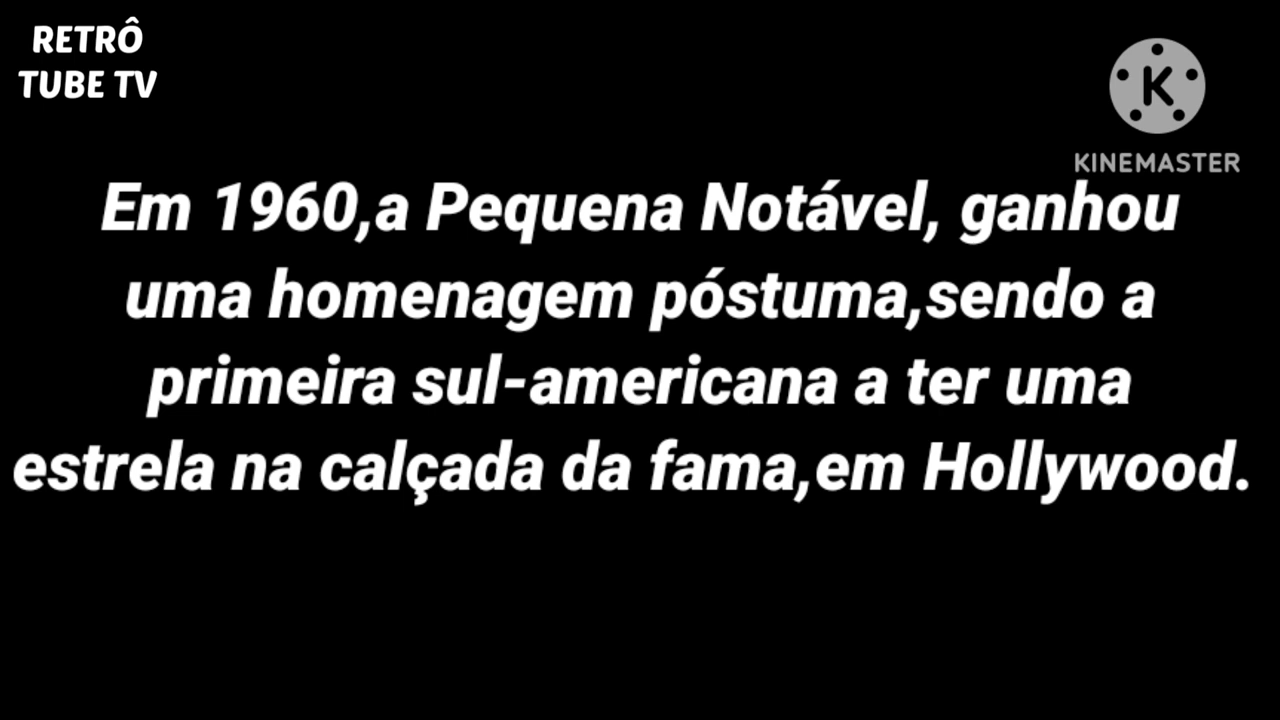 RETRÔ
TUBE TV
K
KINEMASTER
Em 1960,a Pequena Notável, ganhou
uma homenagem póstuma,sendo a
primeira sul-americana a ter uma
estrela na calçada da fama,em Hollywood.